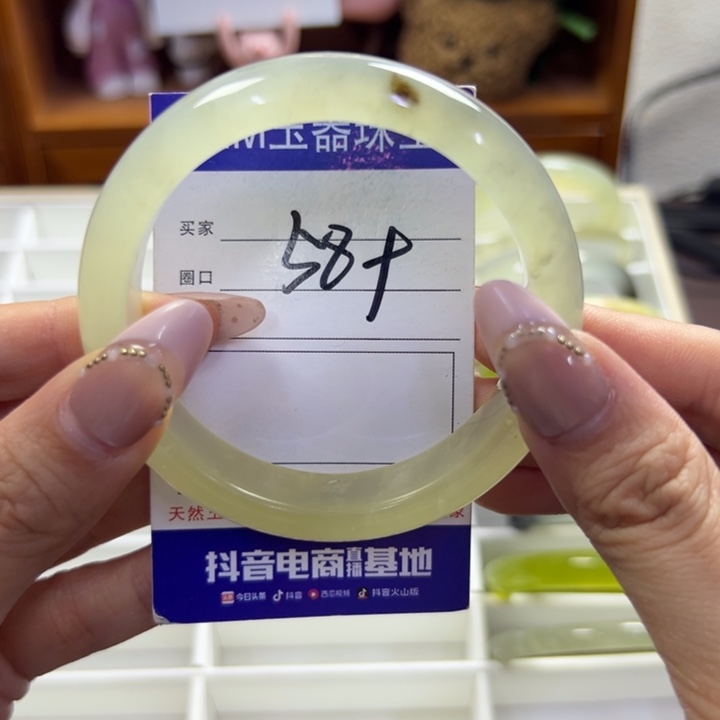 M玉器珠宝
买家
58+
圈口
天然
抖音电商直播基地
今日头条 抖音 西瓜视频 抖音火山版